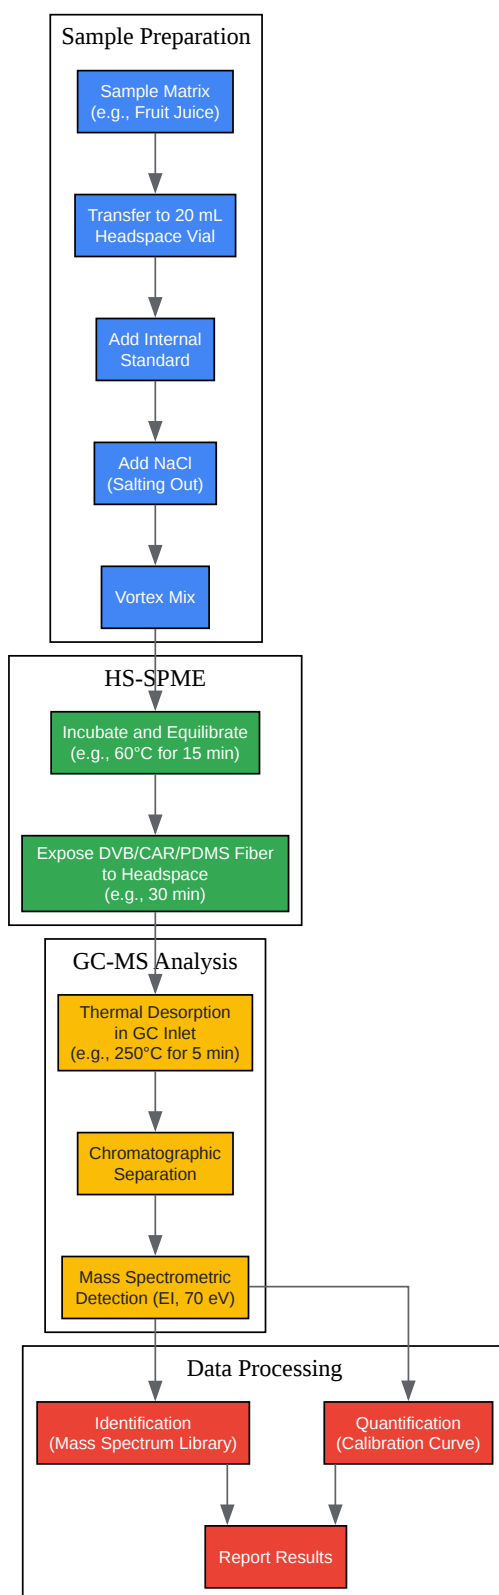 Sample Preparation
Sample Matrix
(e.g., Fruit Juice)
Transfer to 20 mL
Headspace Vial
Add Internal
Standard
Add NaCl
(Salting Out)
Vortex Mix
HS-SPME
Incubate and Equilibrate
(e.g., 60°C for 15 min)
Expose DVB/CAR/PDMS Fiber
to Headspace
(e.g., 30 min)
GC-MS Analysis
Thermal Desorption
in GC Inlet
(e.g., 250°C for 5 min)
Chromatographic
Separation
Mass Spectrometric
Detection (EI, 70 eV)
Data Processing
Identification
(Mass Spectrum Library)
Quantification
(Calibration Curve)
Report Results